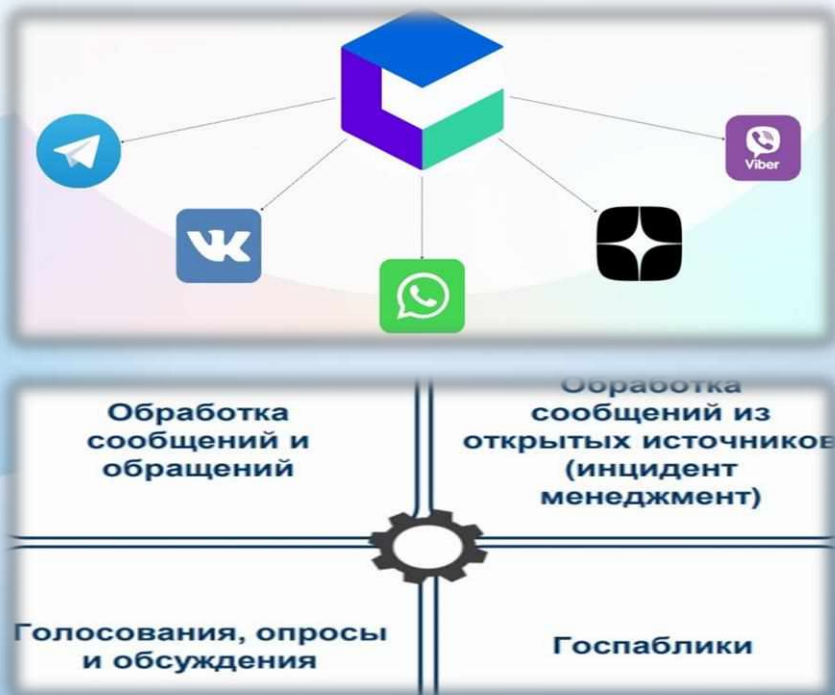 Viber
Обработка
сообщений и
обращений
Обработка
сообщений из
открытых источников
(инцидент
менеджмент)
Голосования, опросы
и обсуждения
Госпаблики